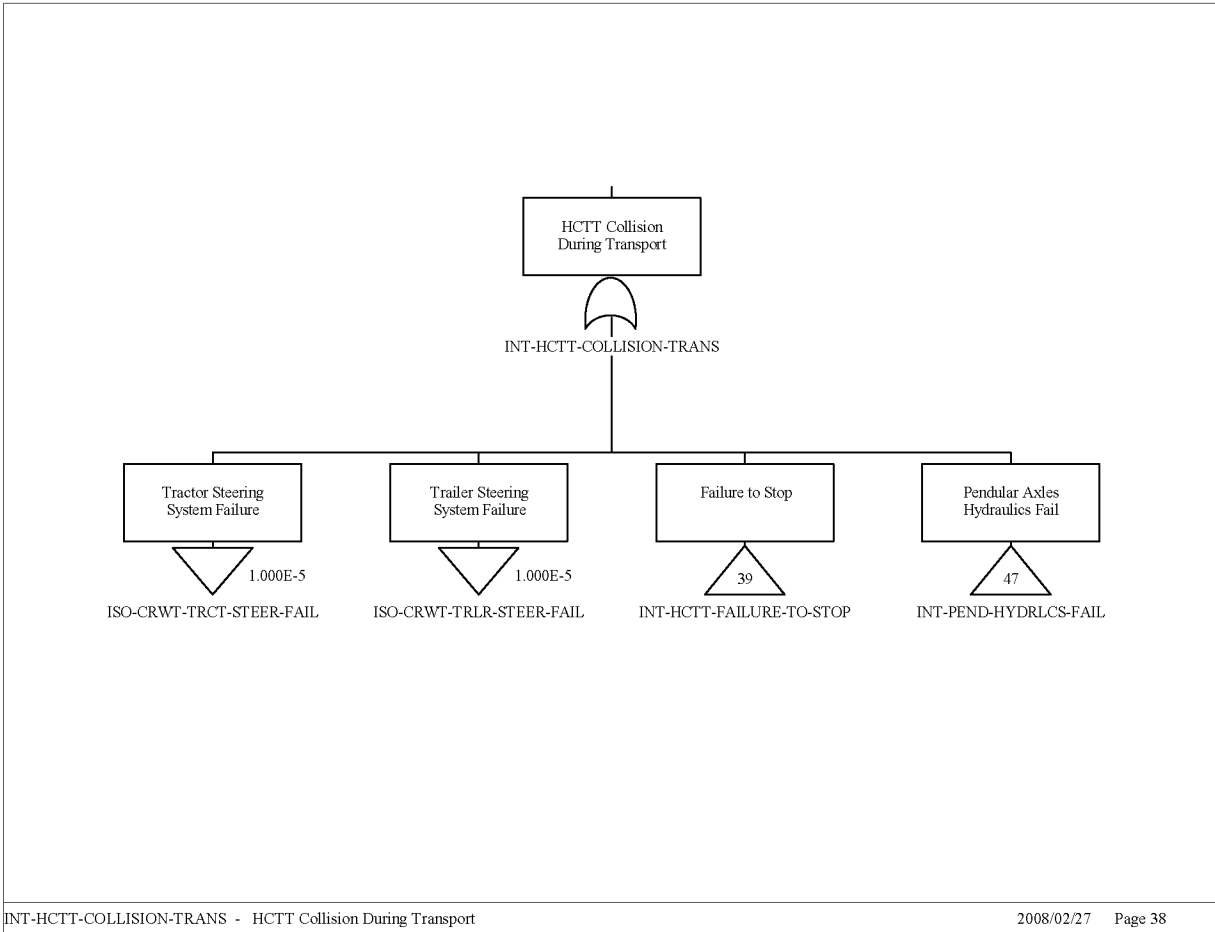 HCTT Collision
During Transport
INT-HCTT-COLLISION-TRANS
Tractor Steering
System Failure
1.000E-5
ISO-CRWT-TRCT-STEER-FAIL
Trailer Steering
System Failure
1.000E-5
ISO-CRWT-TRLR-STEER-FAIL
Failure to Stop
39
INT-HCTT-FAILURE-TO-STOP
Pendular Axles
Hydraulics Fail
47
INT-PEND-HYDRLCS-FAIL
INT-HCTT-COLLISION-TRANS - HCTT Collision During Transport 2008/02/27 Page 38